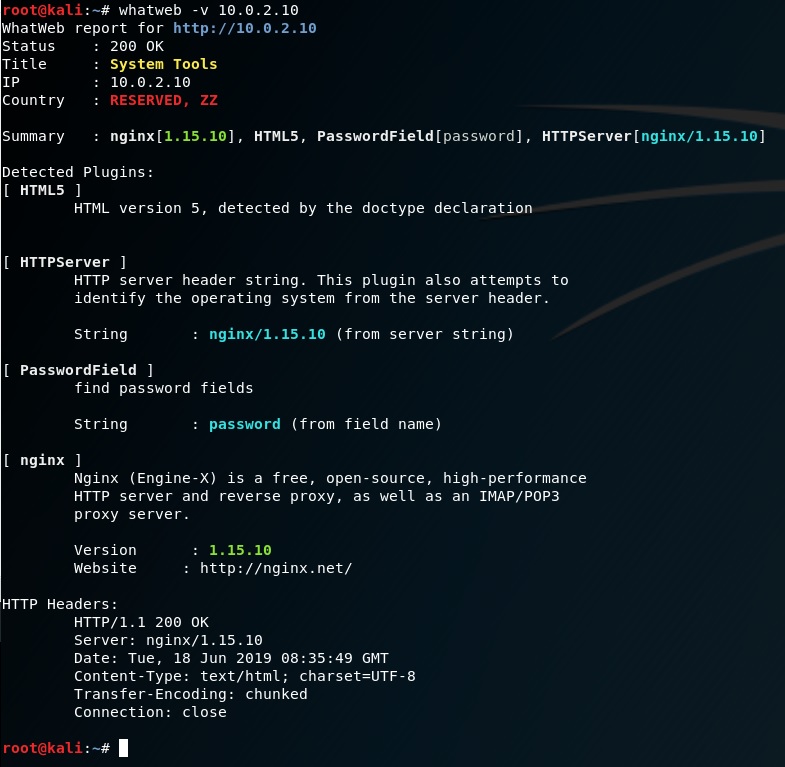 root@kali:~# whatweb -v 10.0.2.10
WhatWeb report for http://10.0.2.10
Status    : 200 OK
Title     : System Tools
IP        : 10.0.2.10
Country   : RESERVED, ZZ
Summary   : nginx[1.15.10], HTML5, PasswordField[password], HTTPServer[nginx/1.15.10]
Detected Plugins:
[ HTML5 ]
        HTML version 5, detected by the doctype declaration
[ HTTPServer ]
        HTTP server header string. This plugin also attempts to
        identify the operating system from the server header.
        String       : nginx/1.15.10 (from server string)
[ PasswordField ]
        find password fields
        String       : password (from field name)
[ nginx ]
        Nginx (Engine-X) is a free, open-source, high-performance
        HTTP server and reverse proxy, as well as an IMAP/POP3
        proxy server.
        Version      : 1.15.10
        Website     : http://nginx.net/
HTTP Headers:
        HTTP/1.1 200 OK
        Server: nginx/1.15.10
        Date: Tue, 18 Jun 2019 08:35:49 GMT
        Content-Type: text/html; charset=UTF-8
        Transfer-Encoding: chunked
        Connection: close
root@kali:~#